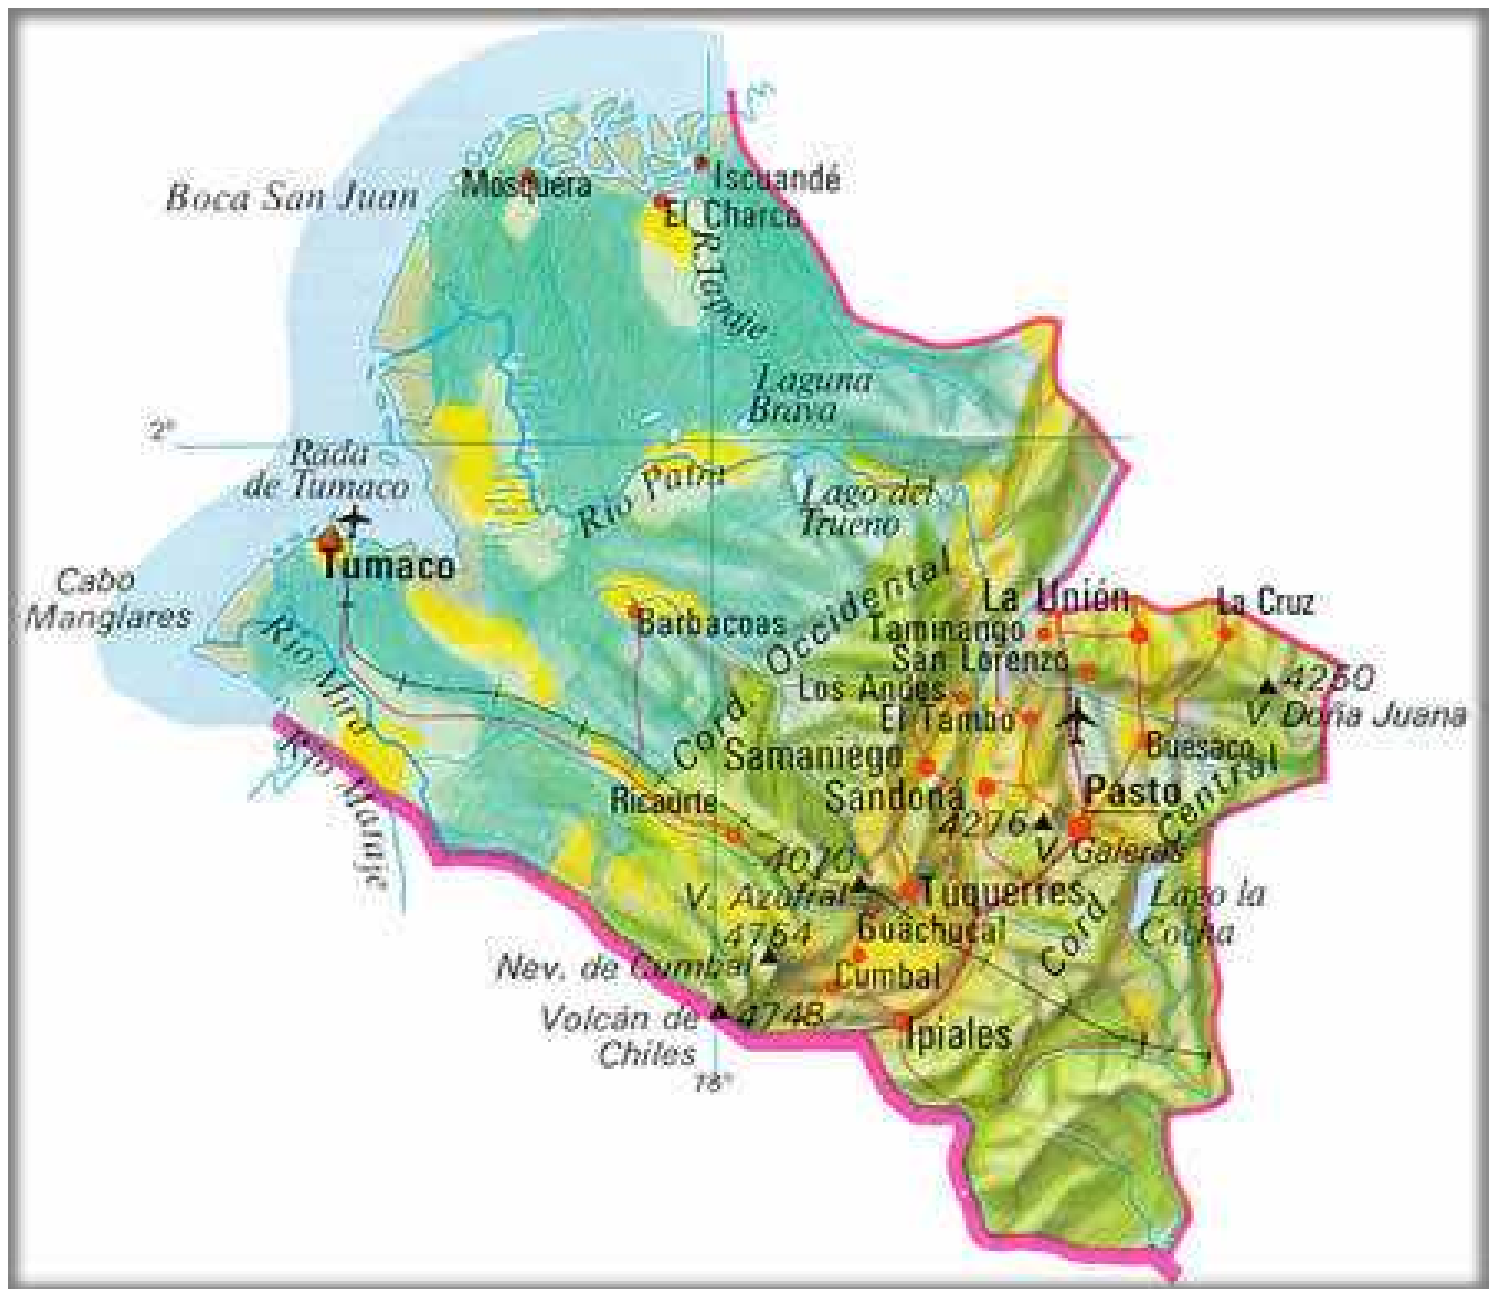 Boca San Juan
Mosquera
Iscuandé
El Charco
R. Tapaje
Laguna
Brava
2°
Rada
de Tumaco
Río Patía
Lago del
Trueno
Tumaco
Cabo
Manglares
Río Mira
Barbacoas
Cord. Occidental
La Unión
La Cruz
Taminango
San Lorenzo
Los Andes
4250
V. Doña Juana
El Tambo
Samaniego
Buesaco
Río
Ricaurte
Sandoná
Pasto
4276
V. Galeras
Cord. Central
4070
V. Azufral
Túquerres
Lago la
Cocha
4764
Guachucal
Nev. de Cumbal
Cumbal
Volcán de
Chiles
4748
Ipiales
78°